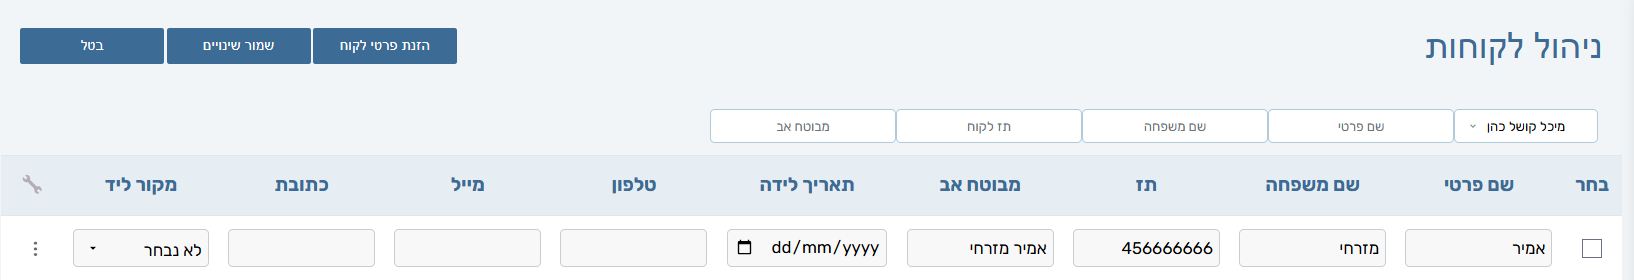 ניהול לקוחות
הזנת פרטי לקוח שמור שינויים בטל
מיכל קושל כהן שם פרטי שם משפחה תז לקוח מבוטח אב
בחר שם פרטי שם משפחה תז מבוטח אב תאריך לידה טלפון מייל כתובת מקור ליד
אמיר מזרחי 456666666 אמיר מזרחי dd/mm/yyyy לא נבחר